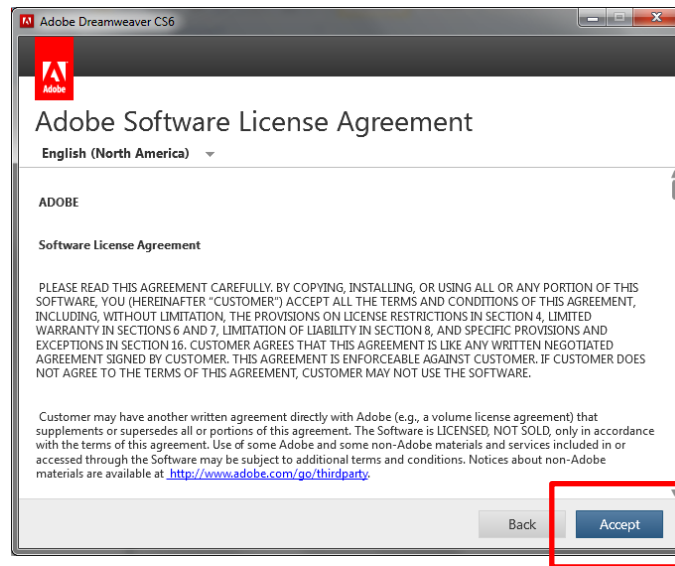 Adobe Dreamweaver CS6
Adobe
Adobe Software License Agreement
English (North America)
ADOBE
Software License Agreement
PLEASE READ THIS AGREEMENT CAREFULLY. BY COPYING, INSTALLING, OR USING ALL OR ANY PORTION OF THIS
SOFTWARE, YOU (HEREINAFTER “CUSTOMER”) ACCEPT ALL THE TERMS AND CONDITIONS OF THIS AGREEMENT,
INCLUDING, WITHOUT LIMITATION, THE PROVISIONS ON LICENSE RESTRICTIONS IN SECTION 4, LIMITED
WARRANTY IN SECTIONS 6 AND 7, LIMITATION OF LIABILITY IN SECTION 8, AND SPECIFIC PROVISIONS AND
EXCEPTIONS IN SECTION 16. CUSTOMER AGREES THAT THIS AGREEMENT IS LIKE ANY WRITTEN NEGOTIATED
AGREEMENT SIGNED BY CUSTOMER. THIS AGREEMENT IS ENFORCEABLE AGAINST CUSTOMER. IF CUSTOMER DOES
NOT AGREE TO THE TERMS OF THIS AGREEMENT, CUSTOMER MAY NOT USE THE SOFTWARE.
Customer may have another written agreement directly with Adobe (e.g., a volume license agreement) that
supplements or supersedes all or portions of this agreement. The Software is LICENSED, NOT SOLD, only in accordance
with the terms of this agreement. Use of some Adobe and some non-Adobe materials and services included in or
accessed through the Software may be subject to additional terms and conditions. Notices about non-Adobe
materials are available at http://www.adobe.com/go/thirdparty.
Back Accept